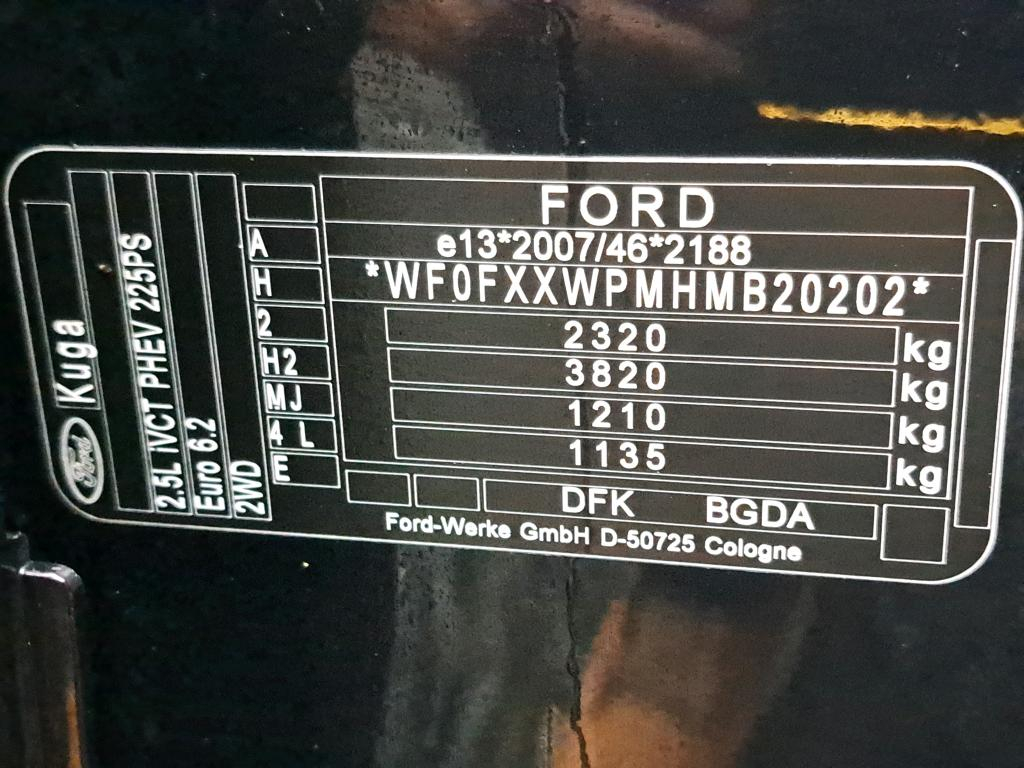 FORD
e13*2007/46*2188
*WF0FXXWPMHMB20202*
2320 kg
3820 kg
1210 kg
1135 kg
DFK BGDA
Ford-Werke GmbH D-50725 Cologne
A
H
2
H2
MJ
4 L
E
Ford Kuga
2.5L iVCT PHEV 225PS
Euro 6.2
2WD